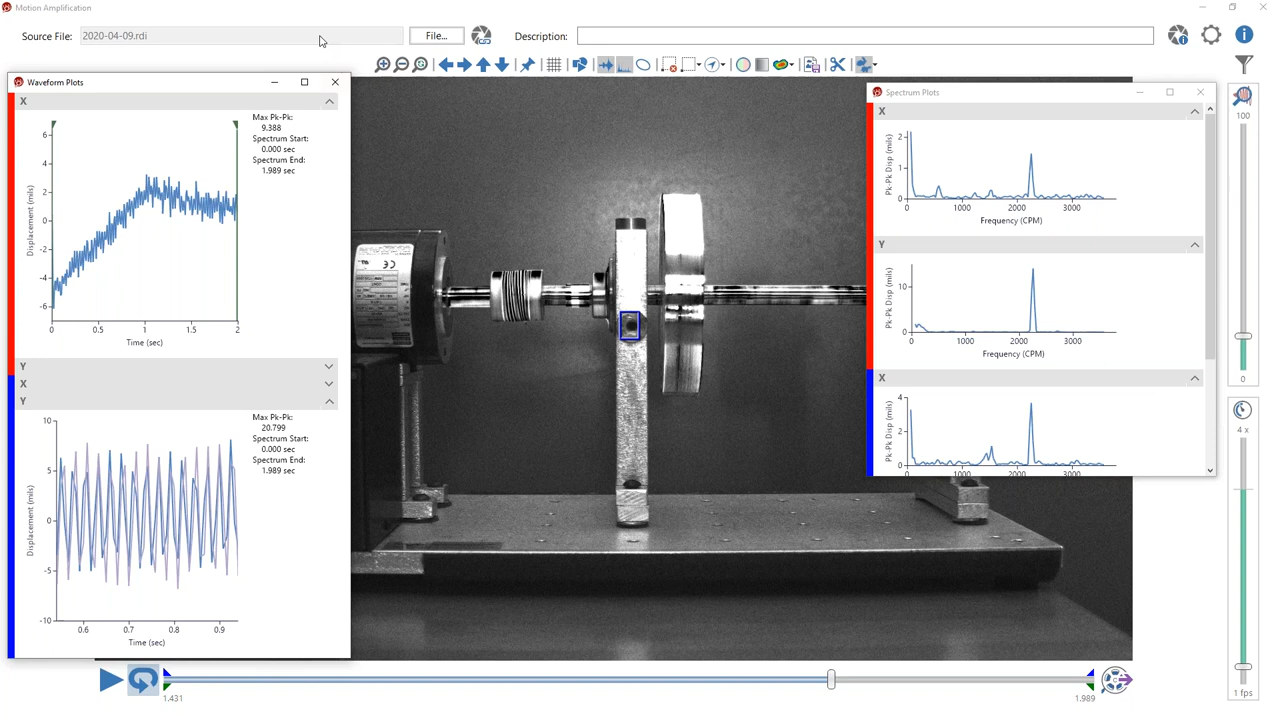 Motion Amplification
Source File: 2020-04-09.rdi File... Description:
Waveform Plots
X
Max Pk-Pk:
9.388
Spectrum Start:
0.000 sec
Spectrum End:
1.989 sec
Displacement (mils)
6
4
2
0
-2
-4
-6
0 0.5 1 1.5 2
Time (sec)
Y
X
Y
Max Pk-Pk:
20.799
Spectrum Start:
0.000 sec
Spectrum End:
1.989 sec
Displacement (mils)
10
5
0
-5
-10
0.6 0.7 0.8 0.9
Time (sec)
CE
Spectrum Plots
X
Pk-Pk Disp (mils)
2
1
0
0 1000 2000 3000
Frequency (CPM)
Y
Pk-Pk Disp (mils)
10
0
0 1000 2000 3000
Frequency (CPM)
X
Pk-Pk Disp (mils)
4
2
0
0 1000 2000 3000
100
0
4 x
1 fps
1.431 1.989